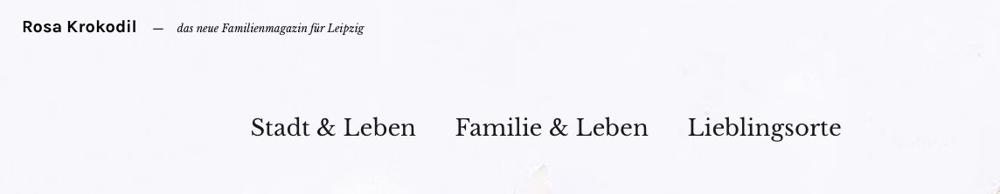 Rosa Krokodil — das neue Familienmagazin für Leipzig
Stadt & Leben Familie & Leben Lieblingsorte